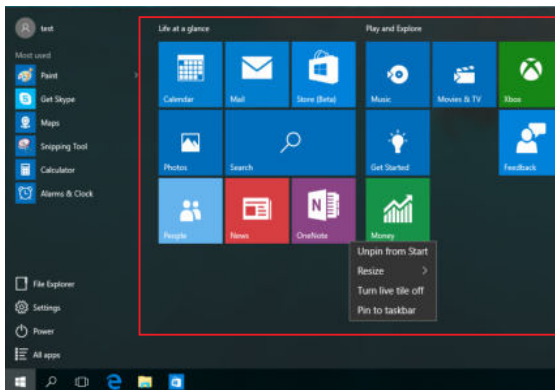 test
Most used
Paint
Get Skype
Maps
Snipping Tool
Calculator
Alarms & Clock
File Explorer
Settings
Power
All apps
Life at a glance
Play and Explore
Calendar
Mail
Store (Beta)
Music
Movies & TV
Xbox
Photos
Search
Get Started
Feedback
People
News
OneNote
Money
Unpin from Start
Resize
Turn live tile off
Pin to taskbar